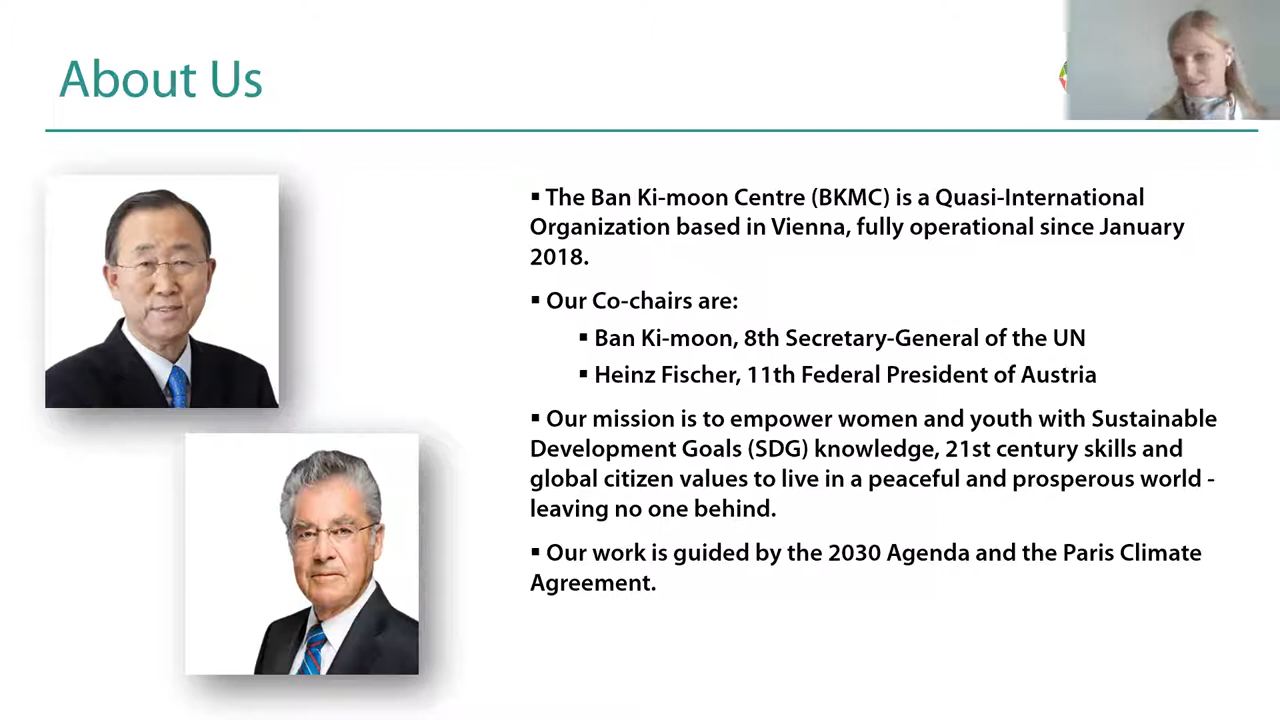 About Us
▪ The Ban Ki-moon Centre (BKMC) is a Quasi-International
Organization based in Vienna, fully operational since January
2018.
▪ Our Co-chairs are:
▪ Ban Ki-moon, 8th Secretary-General of the UN
▪ Heinz Fischer, 11th Federal President of Austria
▪ Our mission is to empower women and youth with Sustainable
Development Goals (SDG) knowledge, 21st century skills and
global citizen values to live in a peaceful and prosperous world -
leaving no one behind.
▪ Our work is guided by the 2030 Agenda and the Paris Climate
Agreement.